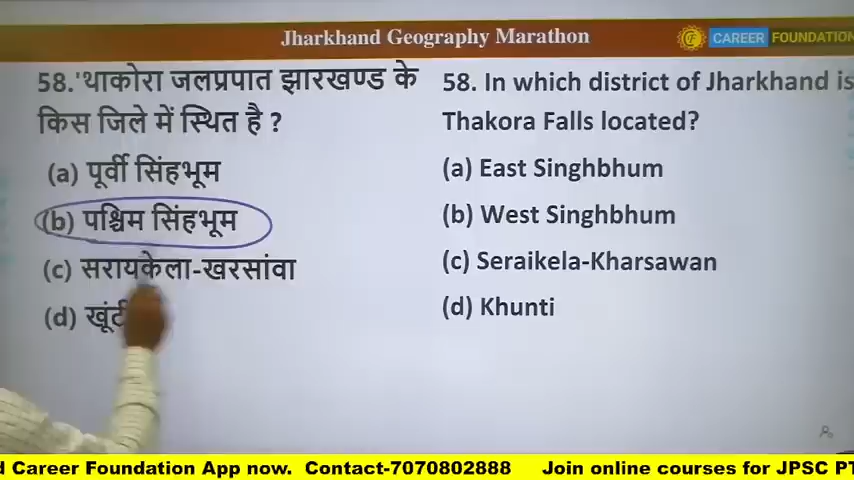 Jharkhand Geography Marathon
CAREER FOUNDATION
58.'थाकोरा जलप्रपात झारखण्ड के
किस जिले में स्थित है ?
(a) पूर्वी सिंहभूम
(b) पश्चिम सिंहभूम
(c) सरायकेला-खरसांवा
(d) खूंटी
58. In which district of Jharkhand is
Thakora Falls located?
(a) East Singhbhum
(b) West Singhbhum
(c) Seraikela-Kharsawan
(d) Khunti
d Career Foundation App now. Contact-7070802888 Join online courses for JPSC PT